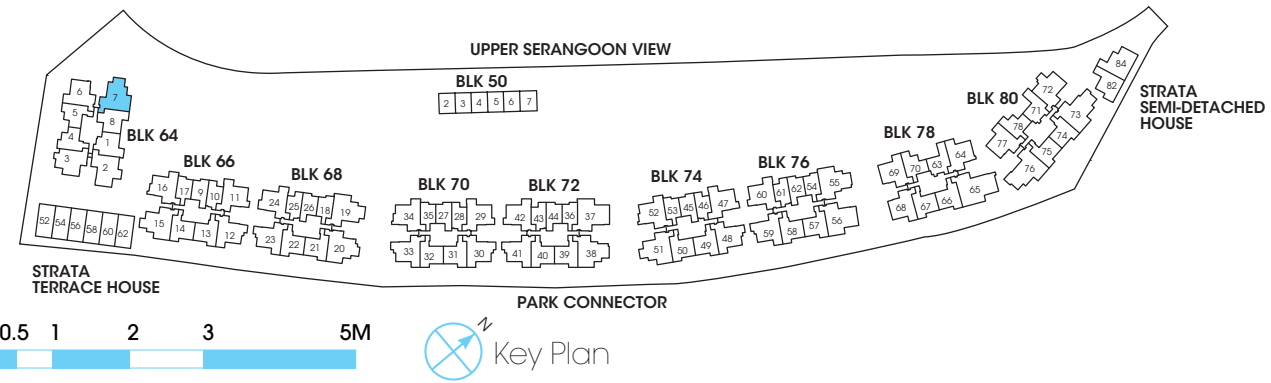 UPPER SERANGOON VIEW
BLK 50
2 3 4 5 6 7
84
82
STRATA
SEMI-DETACHED
HOUSE
6 7
5 8
4 1
3 2
BLK 64
BLK 80
72
71 73
78 74
77 75
76
BLK 66
16 17 9 10 11
15 14 13 12
BLK 68
24 25 26 18 19
23 22 21 20
BLK 70
34 35 27 28 29
33 32 31 30
BLK 72
42 43 44 36 37
41 40 39 38
BLK 74
52 53 45 46 47
51 50 49 48
BLK 76
60 61 62 54 55
59 58 57 56
BLK 78
69 70 63 64
68 67 66 65
52 54 56 58 60 62
STRATA
TERRACE HOUSE
PARK CONNECTOR
0.5 1 2 3 5M
N
Key Plan